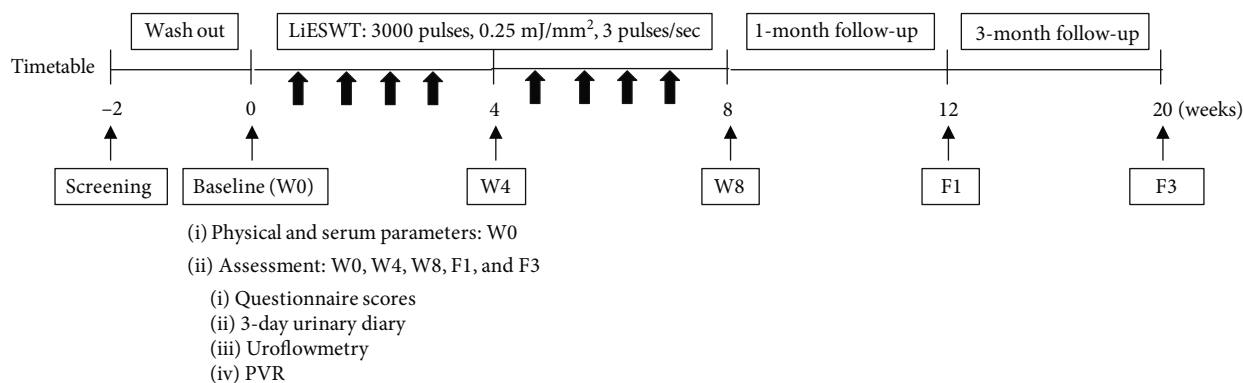 Wash out
LiESWT: 3000 pulses, 0.25 mJ/mm², 3 pulses/sec
1-month follow-up
3-month follow-up
Timetable
–2
0
4
8
12
20 (weeks)
Screening
Baseline (W0)
W4
W8
F1
F3
(i) Physical and serum parameters: W0
(ii) Assessment: W0, W4, W8, F1, and F3
(i) Questionnaire scores
(ii) 3-day urinary diary
(iii) Uroflowmetry
(iv) PVR